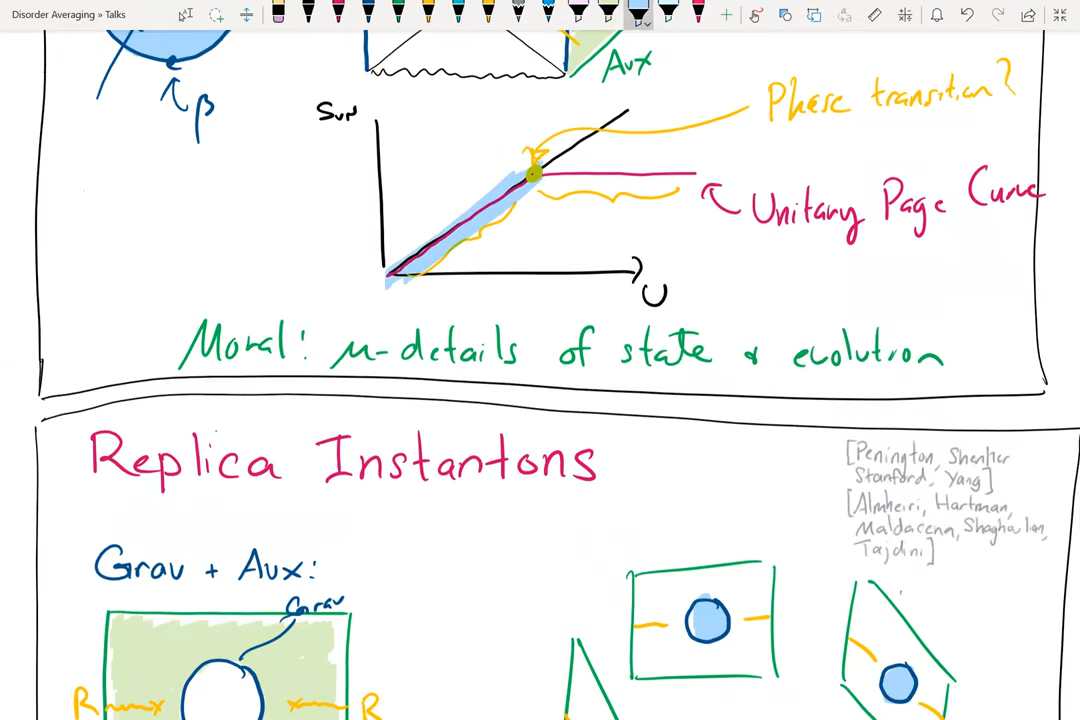 Disorder Averaging » Talks
β
Aux
Phase transition?
Unitary Page Curve
U
Moral: μ-details of state & evolution
Replica Instantons
[Penington, Shenker
Stanford, Yang]
[Almheiri, Hartman,
Maldacena, Shaghoulian,
Tajdini]
Grav + Aux:
Grav
R
R